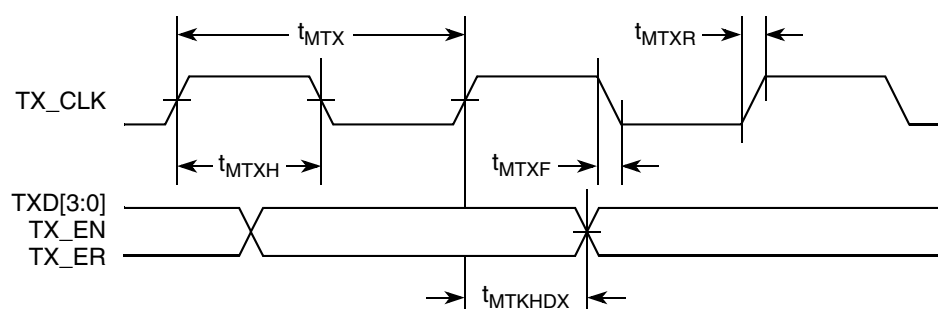 tMTX
tMTXR
TX_CLK
tMTXH
tMTXF
TXD[3:0]
TX_EN
TX_ER
tMTKHDX